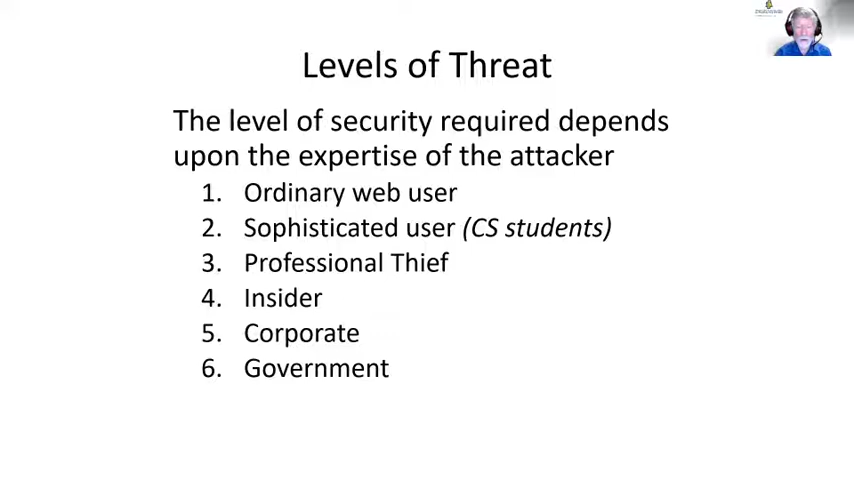 Levels of Threat
The level of security required depends
upon the expertise of the attacker
1. Ordinary web user
2. Sophisticated user (CS students)
3. Professional Thief
4. Insider
5. Corporate
6. Government